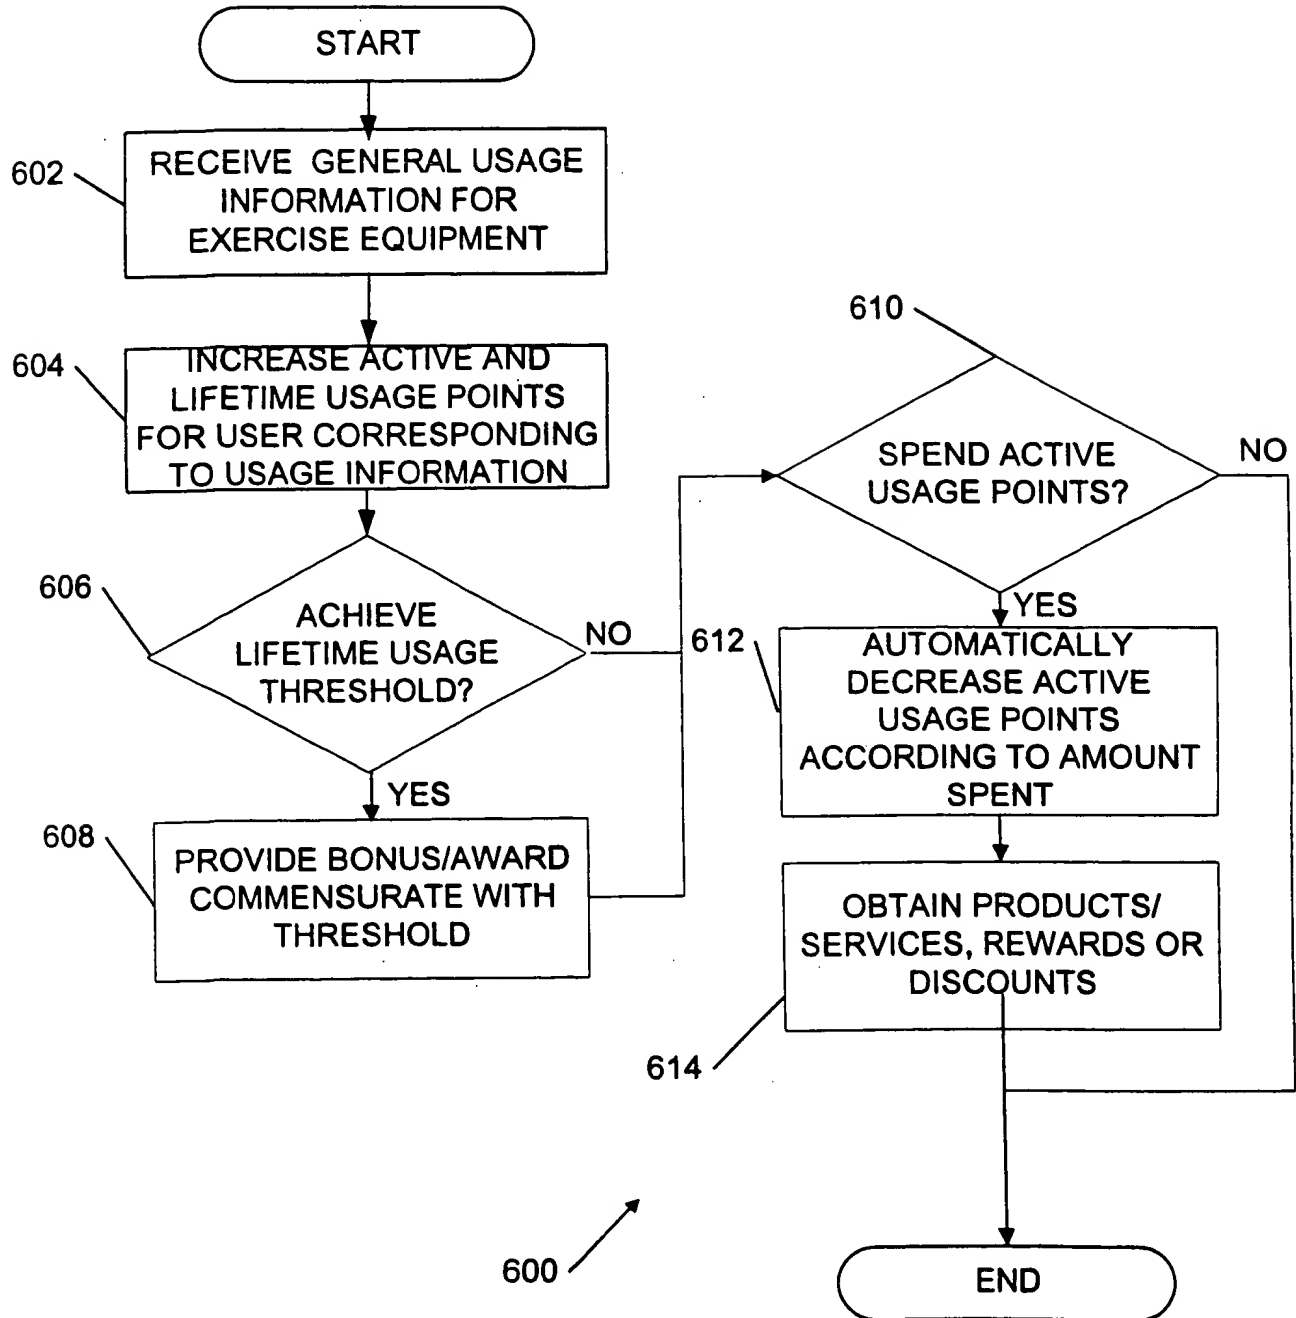 START
602
RECEIVE GENERAL USAGE
INFORMATION FOR
EXERCISE EQUIPMENT
604
INCREASE ACTIVE AND
LIFETIME USAGE POINTS
FOR USER CORRESPONDING
TO USAGE INFORMATION
606
ACHIEVE
LIFETIME USAGE
THRESHOLD?
NO
YES
608
PROVIDE BONUS/AWARD
COMMENSURATE WITH
THRESHOLD
610
SPEND ACTIVE
USAGE POINTS?
NO
YES
612
AUTOMATICALLY
DECREASE ACTIVE
USAGE POINTS
ACCORDING TO AMOUNT
SPENT
614
OBTAIN PRODUCTS/
SERVICES, REWARDS OR
DISCOUNTS
600
END